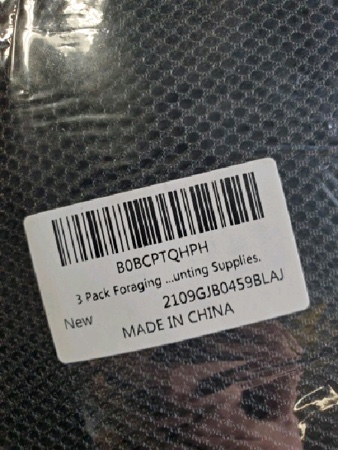 B0BCPTQHPH
3 Pack Foraging ...unting Supplies.
New
2109GJB0459BLAJ
MADE IN CHINA